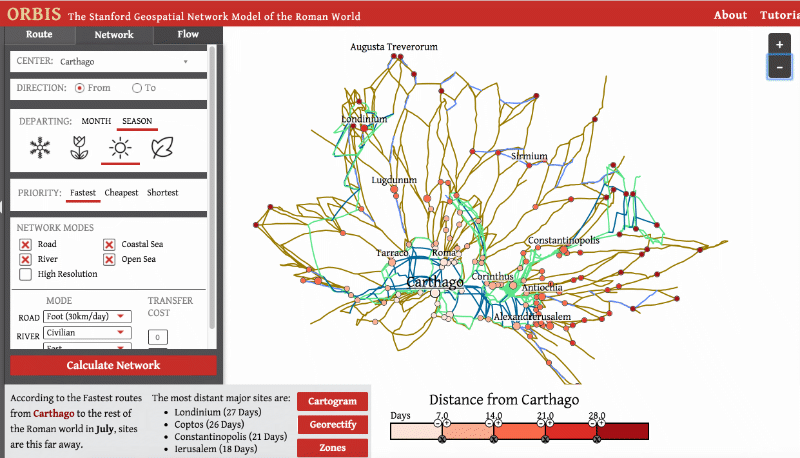 ORBIS The Stanford Geospatial Network Model of the Roman World
About Tutoria
Route Network Flow
CENTER: Carthago
DIRECTION: From To
DEPARTING: MONTH SEASON
PRIORITY: Fastest Cheapest Shortest
NETWORK MODES
Road Coastal Sea
River Open Sea
High Resolution
MODE TRANSFER COST
ROAD Foot (30km/day)
RIVER Civilian
0
Calculate Network
+
-
Augusta Treverorum
Londinium
Sirmium
Lugdunum
Constantinopolis
Tarraco
Roma
Corinthus
Carthago
Antiochia
Alexandria
Ierusalem
According to the Fastest routes
from Carthago to the rest of
the Roman world in July, sites
are this far away.
The most distant major sites are:
• Londinium (27 Days)
• Coptos (26 Days)
• Constantinopolis (21 Days)
• Ierusalem (18 Days)
Cartogram
Georectify
Zones
Distance from Carthago
Days 7.0 14.0 21.0 28.0